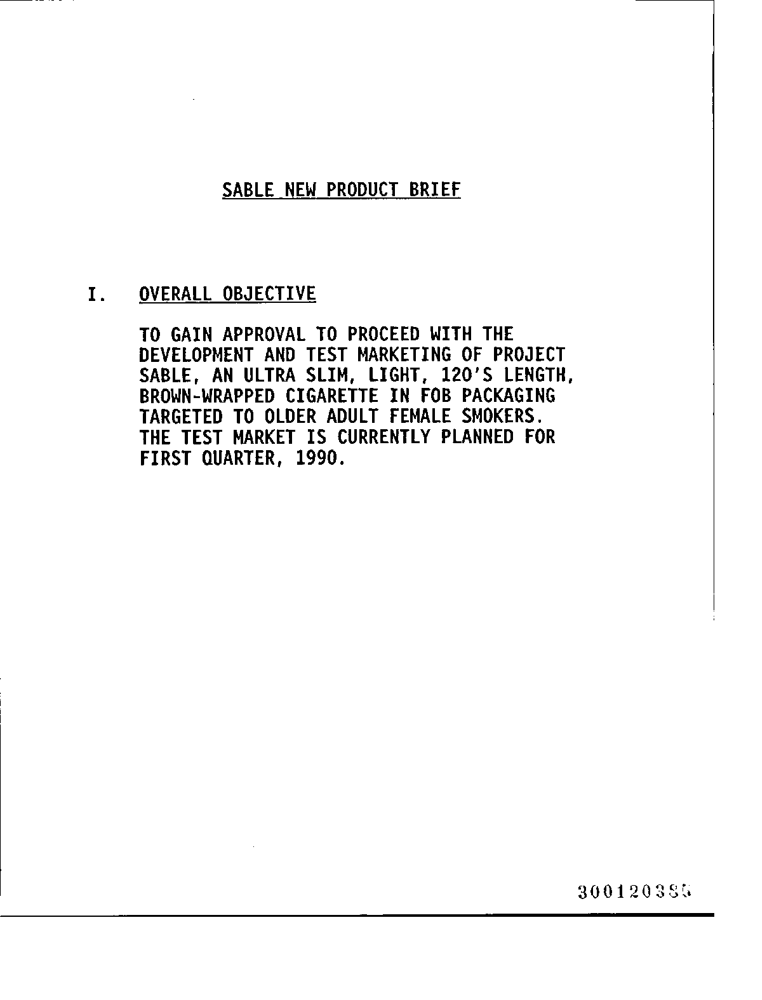 SABLE NEW PRODUCT BRIEF
I. OVERALL OBJECTIVE
TO GAIN APPROVAL TO PROCEED WITH THE
DEVELOPMENT AND TEST MARKETING OF PROJECT
SABLE, AN ULTRA SLIM, LIGHT, 120'S LENGTH,
BROWN-WRAPPED CIGARETTE IN FOB PACKAGING
TARGETED TO OLDER ADULT FEMALE SMOKERS.
THE TEST MARKET IS CURRENTLY PLANNED FOR
FIRST QUARTER, 1990.
300120385